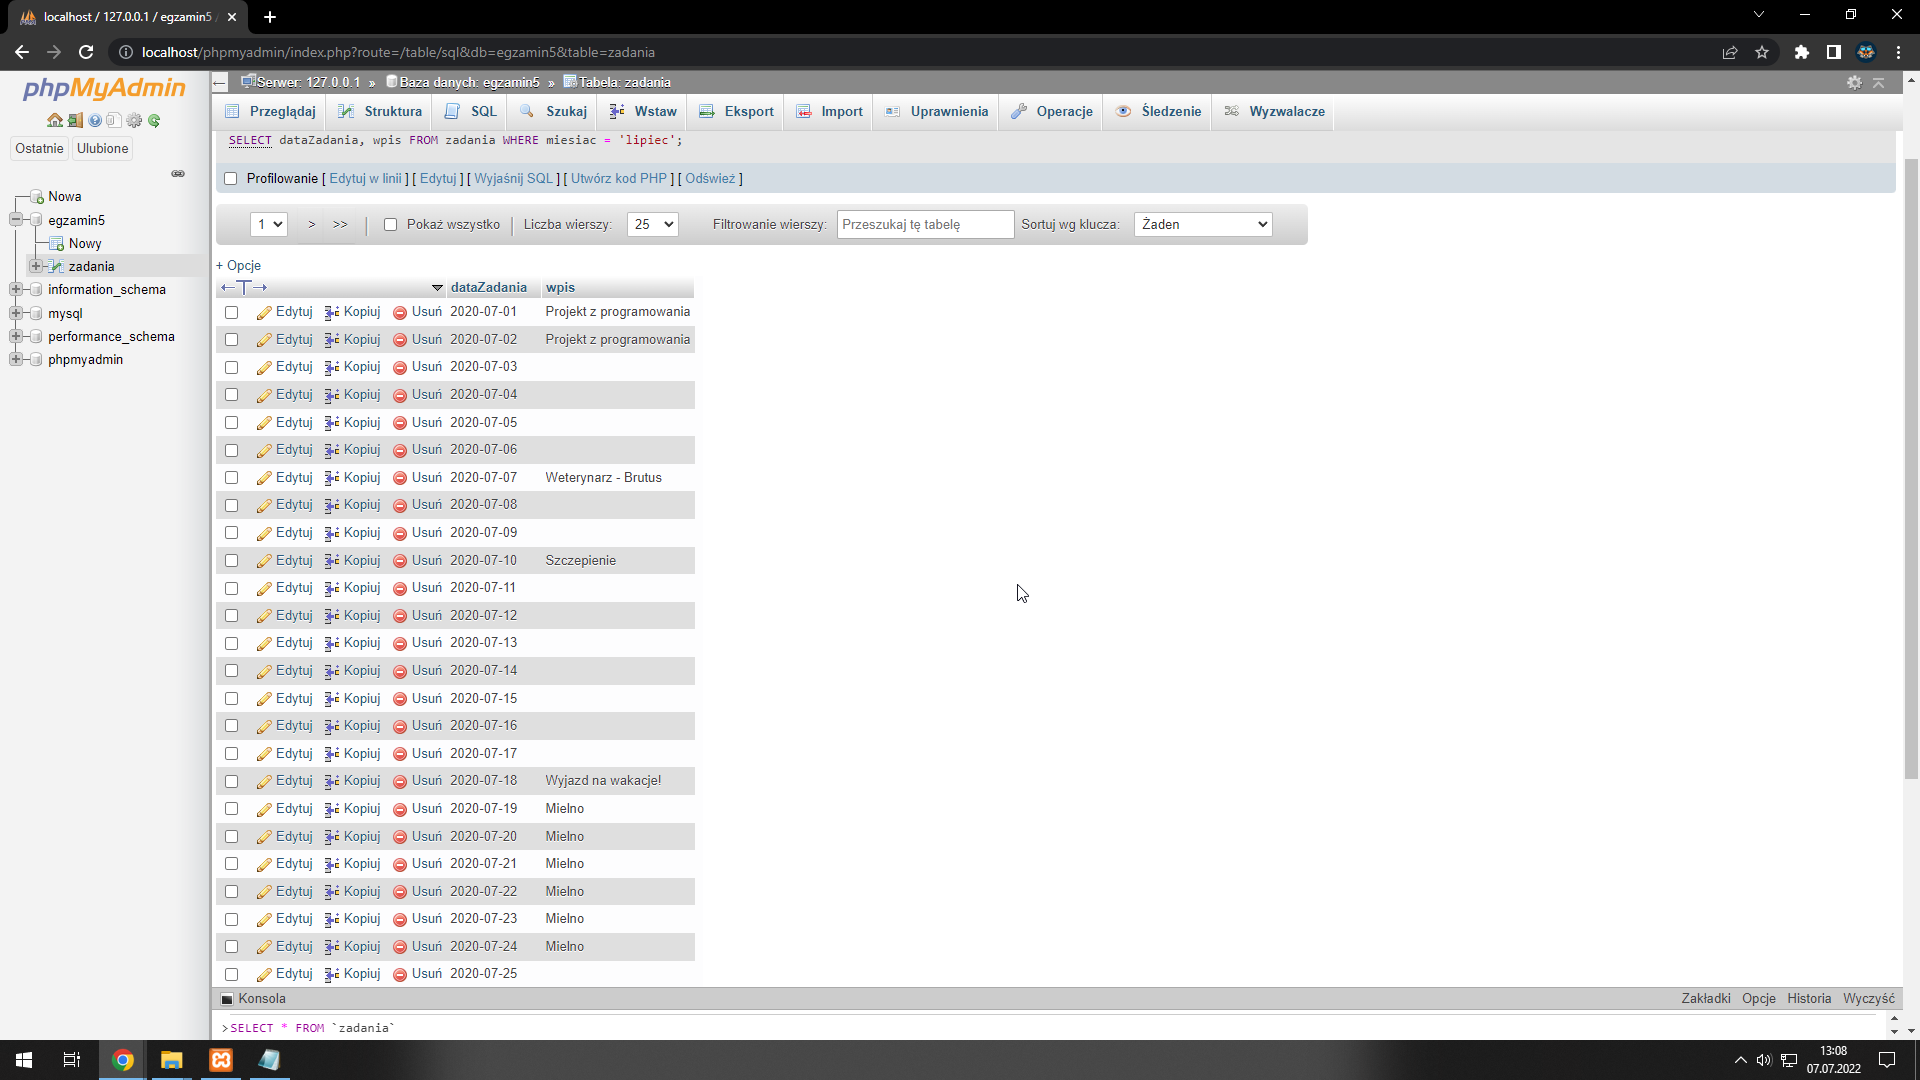 localhost / 127.0.0.1 / egzamin5
localhost/phpmyadmin/index.php?route=/table/sql&db=egzamin5&table=zadania
phpMyAdmin
Ostatnie Ulubione
Nowa
egzamin5
Nowy
zadania
information_schema
mysql
performance_schema
phpmyadmin
Serwer: 127.0.0.1 » Baza danych: egzamin5 » Tabela: zadania
Przeglądaj Struktura SQL Szukaj Wstaw Eksport Import Uprawnienia Operacje Śledzenie Wyzwalacze
SELECT dataZadania, wpis FROM zadania WHERE miesiac = 'lipiec';
Profilowanie [ Edytuj w linii ] [ Edytuj ] [ Wyjaśnij SQL ] [ Utwórz kod PHP ] [ Odśwież ]
1 > >> | Pokaż wszystko | Liczba wierszy: 25 Filtrowanie wierszy: Przeszukaj tę tabelę Sortuj wg klucza: Żaden
+ Opcje
←T→ dataZadania wpis
Edytuj Kopiuj Usuń 2020-07-01 Projekt z programowania
Edytuj Kopiuj Usuń 2020-07-02 Projekt z programowania
Edytuj Kopiuj Usuń 2020-07-03
Edytuj Kopiuj Usuń 2020-07-04
Edytuj Kopiuj Usuń 2020-07-05
Edytuj Kopiuj Usuń 2020-07-06
Edytuj Kopiuj Usuń 2020-07-07 Weterynarz - Brutus
Edytuj Kopiuj Usuń 2020-07-08
Edytuj Kopiuj Usuń 2020-07-09
Edytuj Kopiuj Usuń 2020-07-10 Szczepienie
Edytuj Kopiuj Usuń 2020-07-11
Edytuj Kopiuj Usuń 2020-07-12
Edytuj Kopiuj Usuń 2020-07-13
Edytuj Kopiuj Usuń 2020-07-14
Edytuj Kopiuj Usuń 2020-07-15
Edytuj Kopiuj Usuń 2020-07-16
Edytuj Kopiuj Usuń 2020-07-17
Edytuj Kopiuj Usuń 2020-07-18 Wyjazd na wakacje!
Edytuj Kopiuj Usuń 2020-07-19 Mielno
Edytuj Kopiuj Usuń 2020-07-20 Mielno
Edytuj Kopiuj Usuń 2020-07-21 Mielno
Edytuj Kopiuj Usuń 2020-07-22 Mielno
Edytuj Kopiuj Usuń 2020-07-23 Mielno
Edytuj Kopiuj Usuń 2020-07-24 Mielno
Edytuj Kopiuj Usuń 2020-07-25
Konsola Zakładki Opcje Historia Wyczyść
>SELECT * FROM `zadania`
13:08
07.07.2022